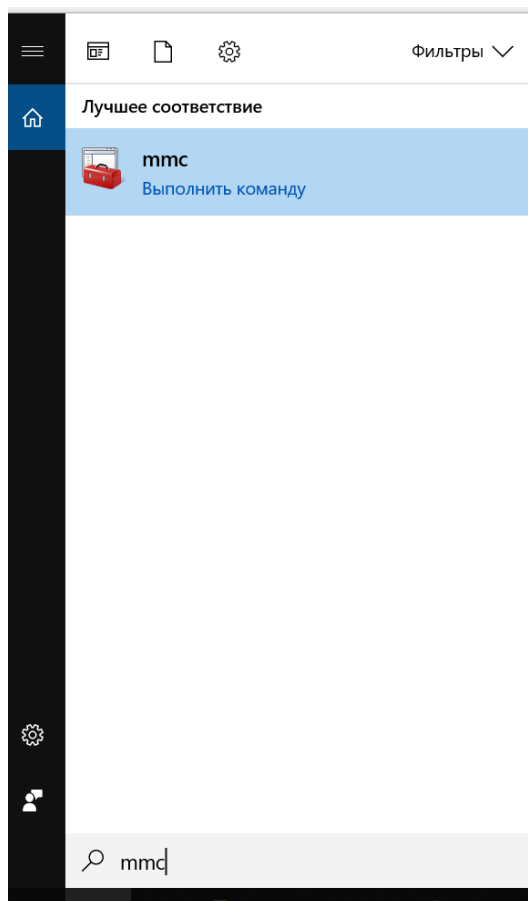 Фильтры
Лучшее соответствие
mmc
Выполнить команду
mmc